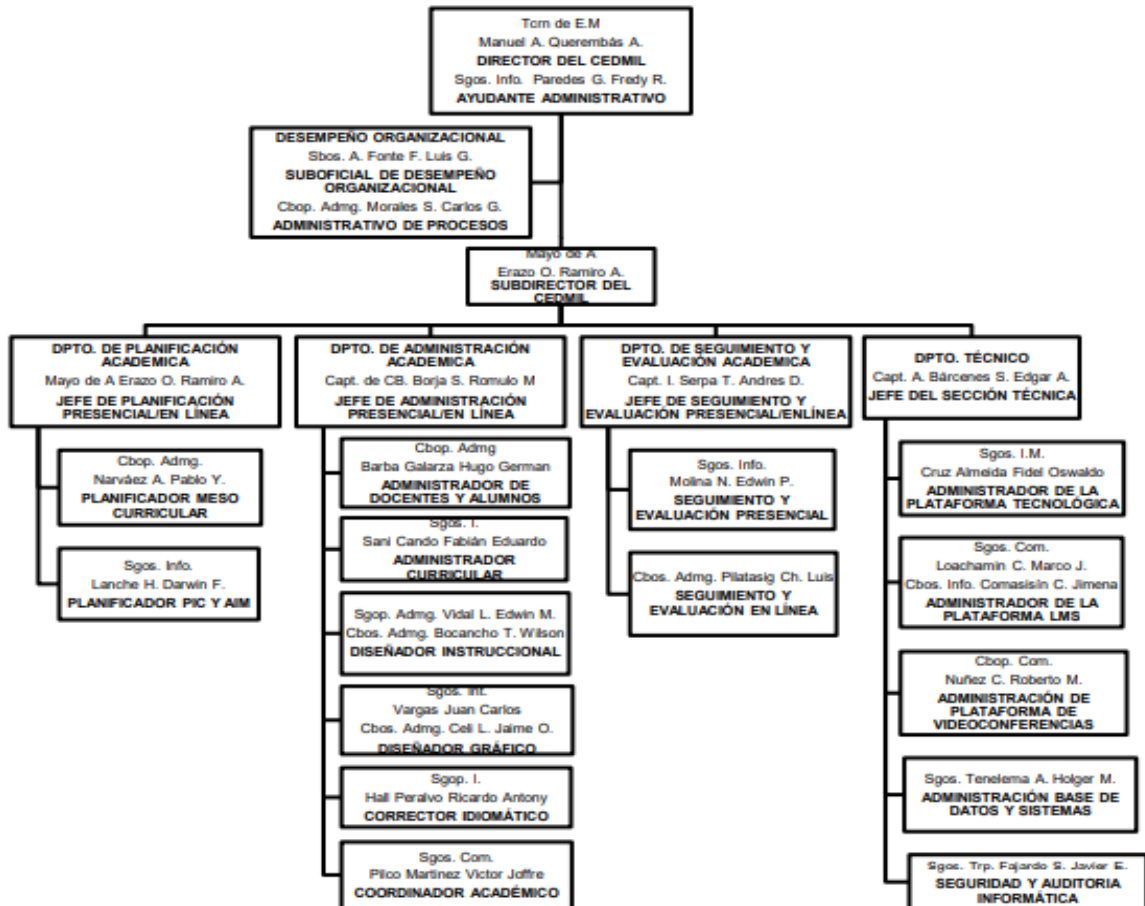 Tcrn de E.M
Manuel A. Querembás A.
DIRECTOR DEL CEDMIL
Sgos. Info. Paredes G. Fredy R.
AYUDANTE ADMINISTRATIVO
DESEMPEÑO ORGANIZACIONAL
Sbos. A. Fonte F. Luis G.
SUBOFICIAL DE DESEMPEÑO
ORGANIZACIONAL
Cbop. Admg. Morales S. Carlos G.
ADMINISTRATIVO DE PROCESOS
Mayo de A
Erazo O. Ramiro A.
SUBDIRECTOR DEL
CEDMIL
DPTO. DE PLANIFICACIÓN
ACADEMICA
Mayo de A Erazo O. Ramiro A.
JEFE DE PLANIFICACIÓN
PRESENCIAL/EN LÍNEA
Cbop. Admg.
Narváez A. Pablo Y.
PLANIFICADOR MESO
CURRICULAR
Sgos. Info.
Lanche H. Darwin F.
PLANIFICADOR PIC Y AIM
DPTO. DE ADMINISTRACIÓN
ACADEMICA
Capt. de CB. Borja S. Romulo M
JEFE DE ADMINISTRACIÓN
PRESENCIAL/EN LÍNEA
Cbop. Admg
Barba Galarza Hugo German
ADMINISTRADOR DE
DOCENTES Y ALUMNOS
Sgos. I.
Sani Cando Fabián Eduardo
ADMINISTRADOR
CURRICULAR
Sgop. Admg. Vidal L. Edwin M.
Cbos. Admg. Bocancho T. Wilson
DISEÑADOR INSTRUCCIONAL
Sgos. Inf.
Vargas Juan Carlos
Cbos. Admg. Celi L. Jaime O.
DISEÑADOR GRÁFICO
Sgop. I.
Hall Peralvo Ricardo Antony
CORRECTOR IDIOMÁTICO
Sgos. Com.
Pilco Martinez Victor Joffre
COORDINADOR ACADÉMICO
DPTO. DE SEGUIMIENTO Y
EVALUACIÓN ACADEMICA
Capt. I. Serpa T. Andres D.
JEFE DE SEGUIMIENTO Y
EVALUACIÓN PRESENCIAL/ENLÍNEA
Sgos. Info.
Molina N. Edwin P.
SEGUIMIENTO Y
EVALUACIÓN PRESENCIAL
Cbos. Admg. Pilatasig Ch. Luis
SEGUIMIENTO Y
EVALUACIÓN EN LÍNEA
DPTO. TÉCNICO
Capt. A. Bárcenes S. Edgar A.
JEFE DEL SECCIÓN TÉCNICA
Sgos. I.M.
Cruz Almeida Fidel Oswaldo
ADMINISTRADOR DE LA
PLATAFORMA TECNOLÓGICA
Sgos. Com.
Loachamin C. Marco J.
Cbos. Info. Comasisín C. Jimena
ADMINISTRADOR DE LA
PLATAFORMA LMS
Cbop. Com.
Nuñez C. Roberto M.
ADMINISTRACIÓN DE
PLATAFORMA DE
VIDEOCONFERENCIAS
Sgos. Tenelema A. Holger M.
ADMINISTRACIÓN BASE DE
DATOS Y SISTEMAS
Sgos. Trp. Fajardo S. Javier E.
SEGURIDAD Y AUDITORIA
INFORMÁTICA